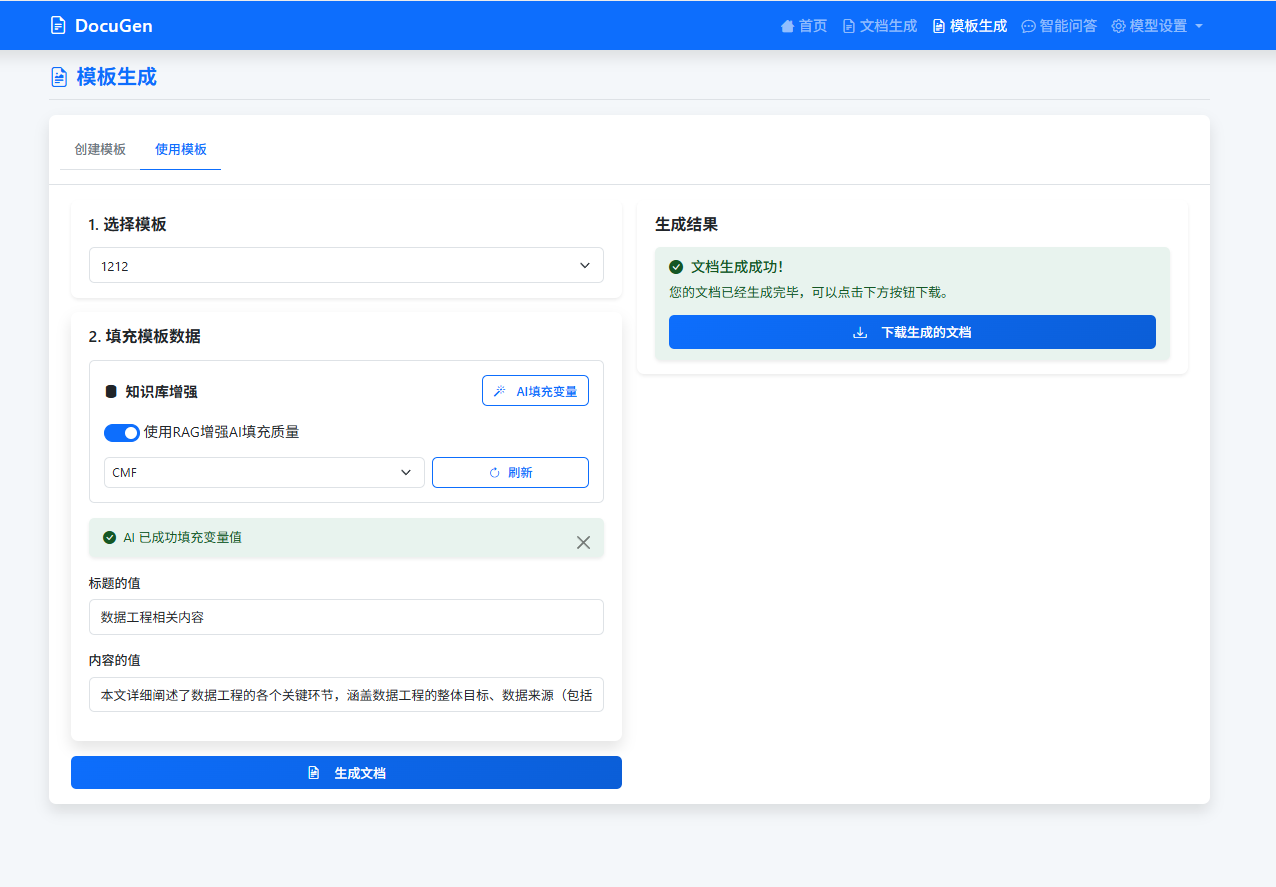 DocuGen
首页
文档生成
模板生成
智能问答
模型设置
模板生成
创建模板
使用模板
1. 选择模板
1212
2. 填充模板数据
知识库增强
AI填充变量
使用RAG增强AI填充质量
CMF
刷新
AI 已成功填充变量值
标题的值
数据工程相关内容
内容的值
本文详细阐述了数据工程的各个关键环节，涵盖数据工程的整体目标、数据来源（包括
生成文档
生成结果
文档生成成功！
您的文档已经生成完毕，可以点击下方按钮下载。
下载生成的文档